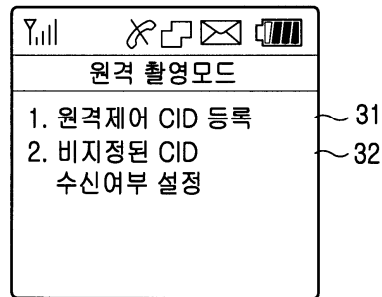 원격 촬영모드
1. 원격제어 CID 등록
31
2. 비지정된 CID
32
수신여부 설정